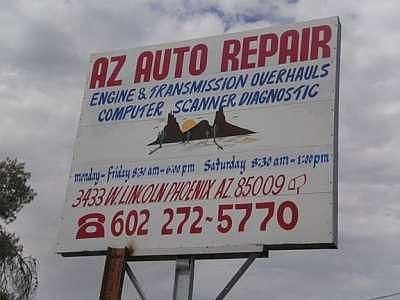 AZ AUTO REPAIR
ENGINE & TRANSMISSION OVERHAULS
COMPUTER SCANNER DIAGNOSTIC
monday - Friday 8:30 am - 6:00 pm Saturday 8:30 am - 1:00 pm
3433 W LINCOLN PHOENIX AZ 85009
602 272-5770